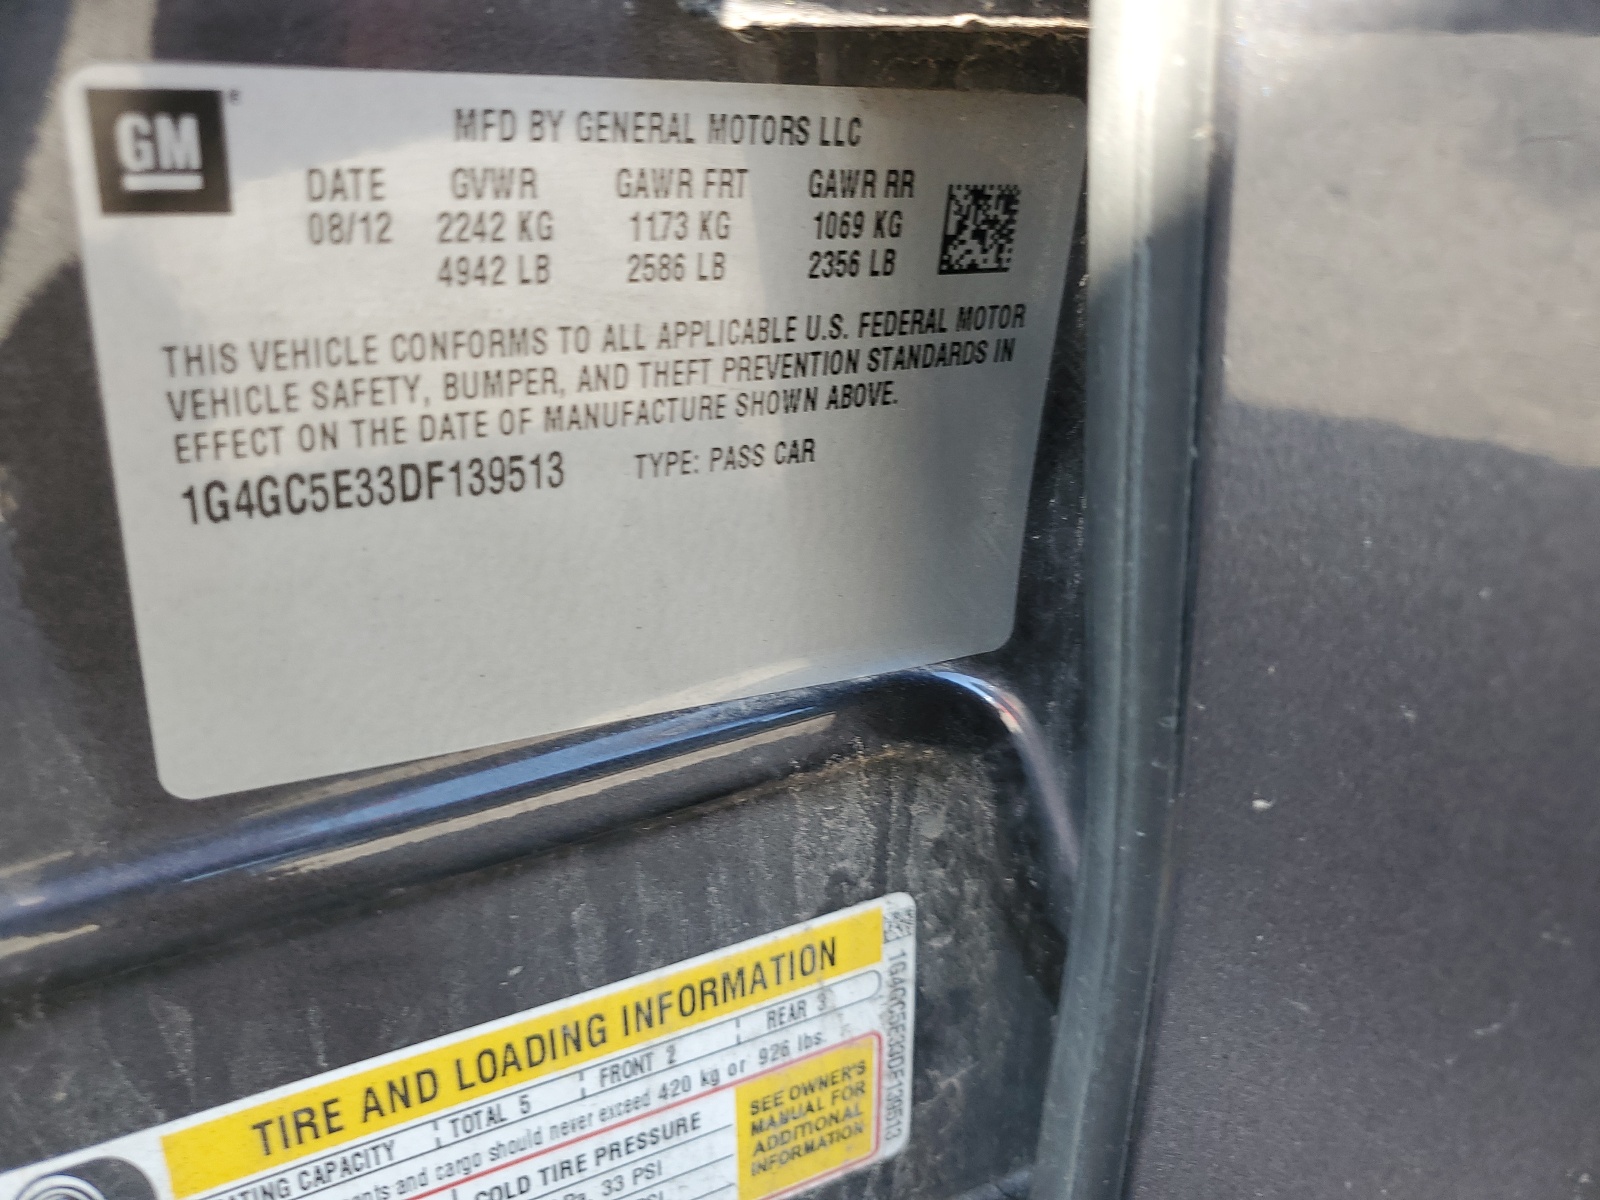 GM
MFD BY GENERAL MOTORS LLC
DATE GVWR GAWR FRT GAWR RR
08/12 2242 KG 1173 KG 1069 KG
4942 LB 2586 LB 2356 LB
THIS VEHICLE CONFORMS TO ALL APPLICABLE U.S. FEDERAL MOTOR
VEHICLE SAFETY, BUMPER, AND THEFT PREVENTION STANDARDS IN
EFFECT ON THE DATE OF MANUFACTURE SHOWN ABOVE.
1G4GC5E33DF139513 TYPE: PASS CAR
TIRE AND LOADING INFORMATION
CAPACITY TOTAL 5 FRONT 2 REAR 3
and cargo should never exceed 420 kg or 926 lbs.
COLD TIRE PRESSURE
33 PSI
SEE OWNER'S
MANUAL FOR
ADDITIONAL
INFORMATION
1G4GC5E33DF139513